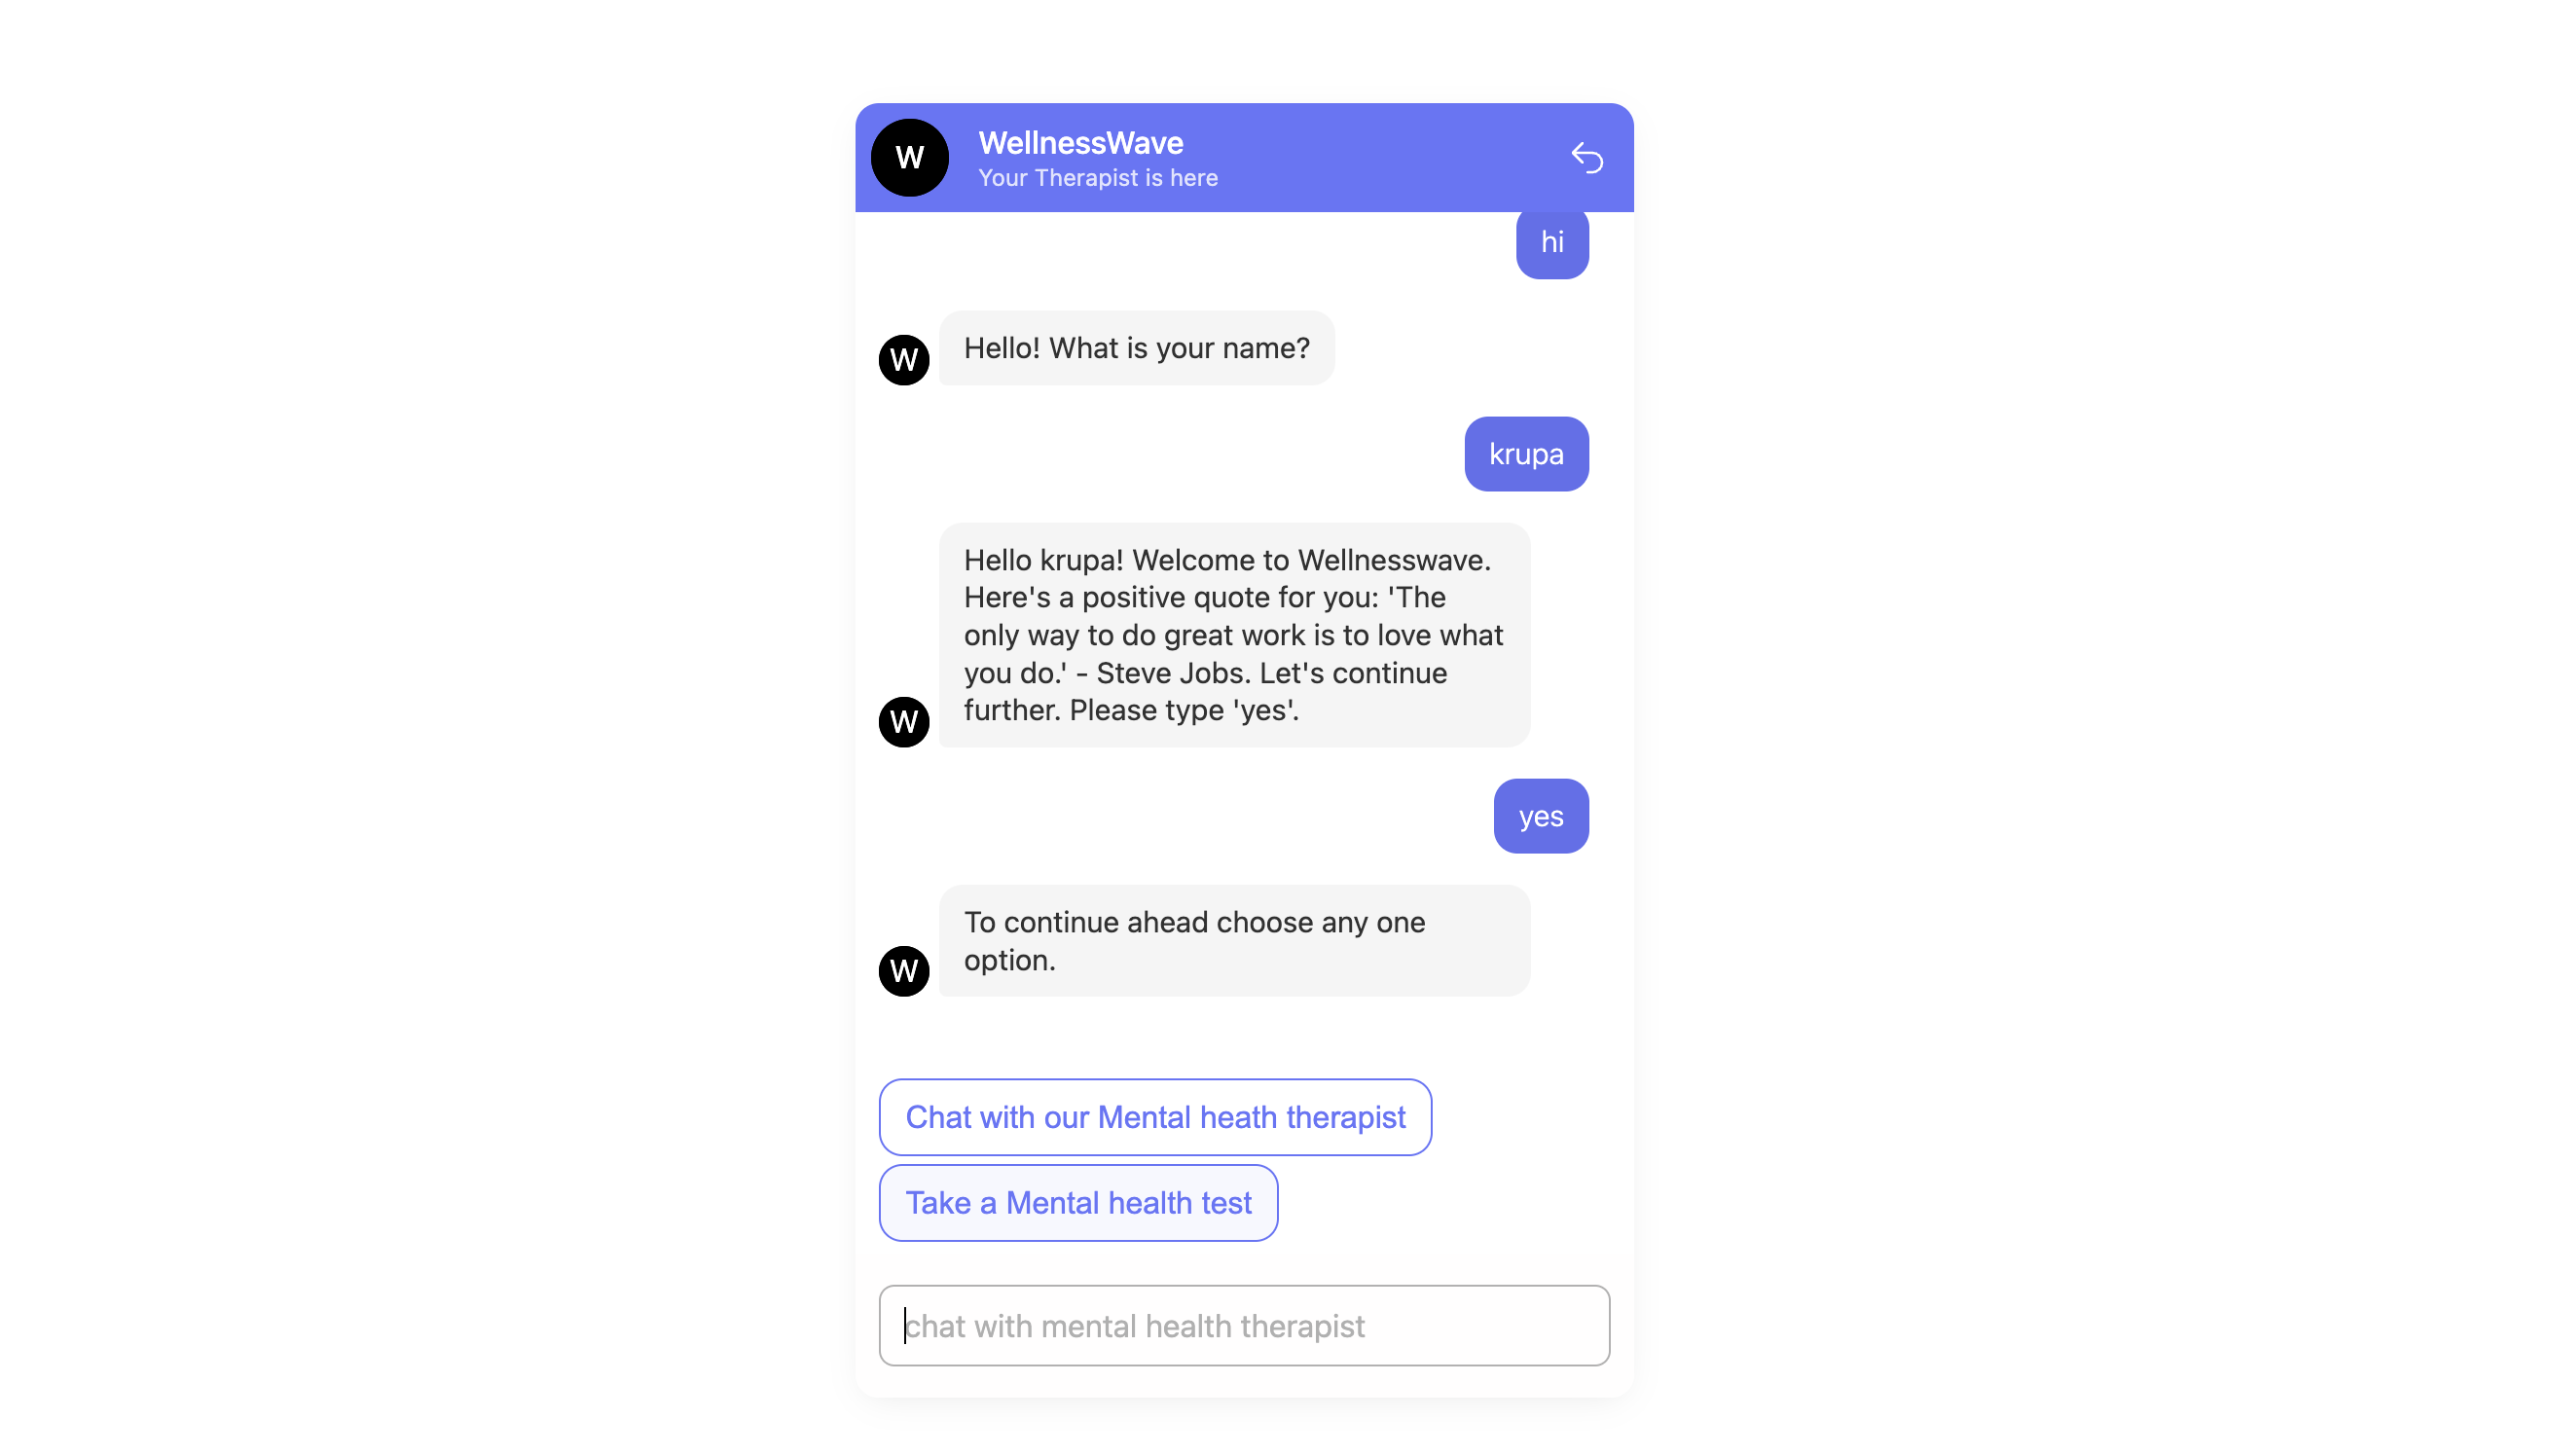 W
WellnessWave
Your Therapist is here
hi
Hello! What is your name?
W
krupa
Hello krupa! Welcome to Wellnesswave.
Here's a positive quote for you: 'The
only way to do great work is to love what
you do.' - Steve Jobs. Let's continue
further. Please type 'yes'.
W
yes
To continue ahead choose any one
option.
W
Chat with our Mental heath therapist
Take a Mental health test
chat with mental health therapist